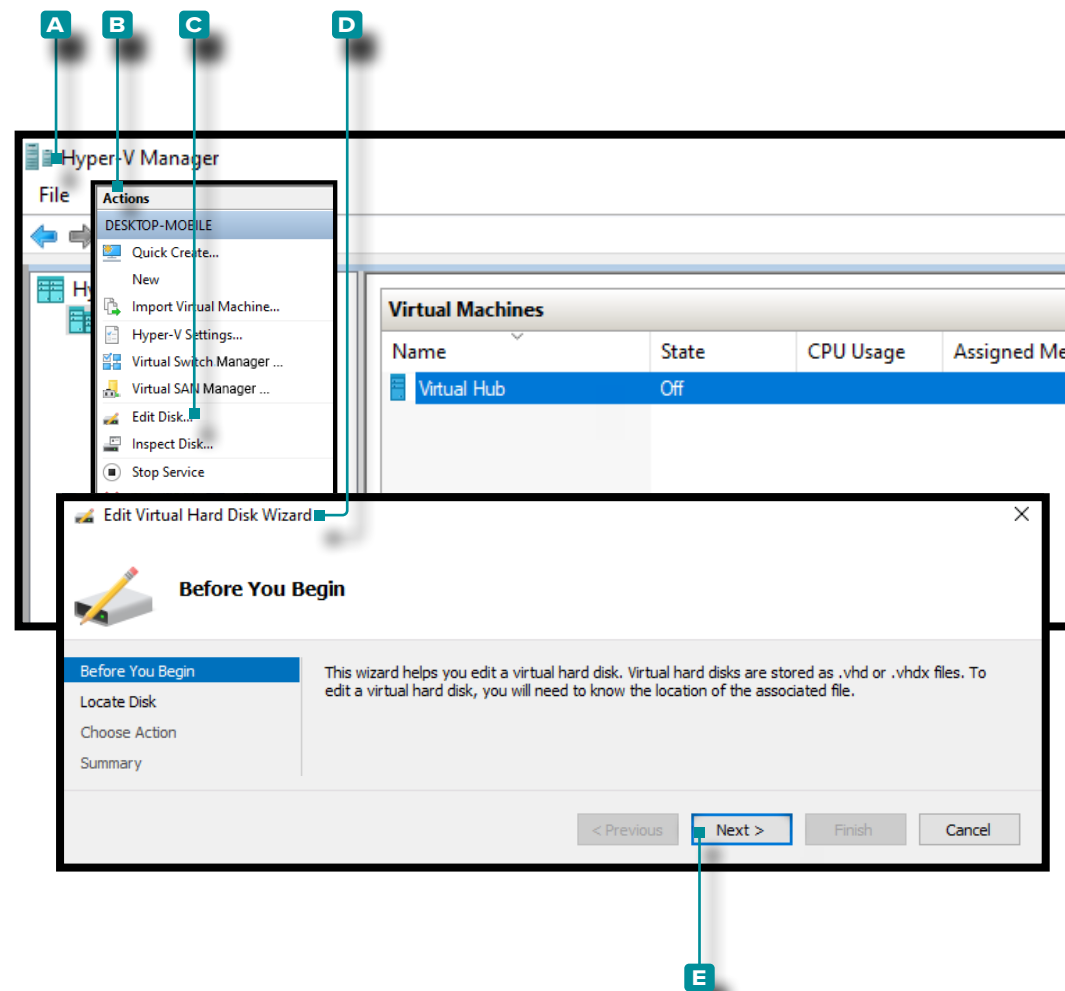 A B C D
Hyper-V Manager
File
Actions
DESKTOP-MOBILE
Quick Create...
New
Import Virtual Machine...
Hyper-V Settings...
Virtual Switch Manager ...
Virtual SAN Manager ...
Edit Disk...
Inspect Disk...
Stop Service
Hy
Virtual Machines
Name State CPU Usage Assigned Me
Virtual Hub Off
Edit Virtual Hard Disk Wizard
Before You Begin
Before You Begin
Locate Disk
Choose Action
Summary
This wizard helps you edit a virtual hard disk. Virtual hard disks are stored as .vhd or .vhdx files. To
edit a virtual hard disk, you will need to know the location of the associated file.
< Previous Next > Finish Cancel
E